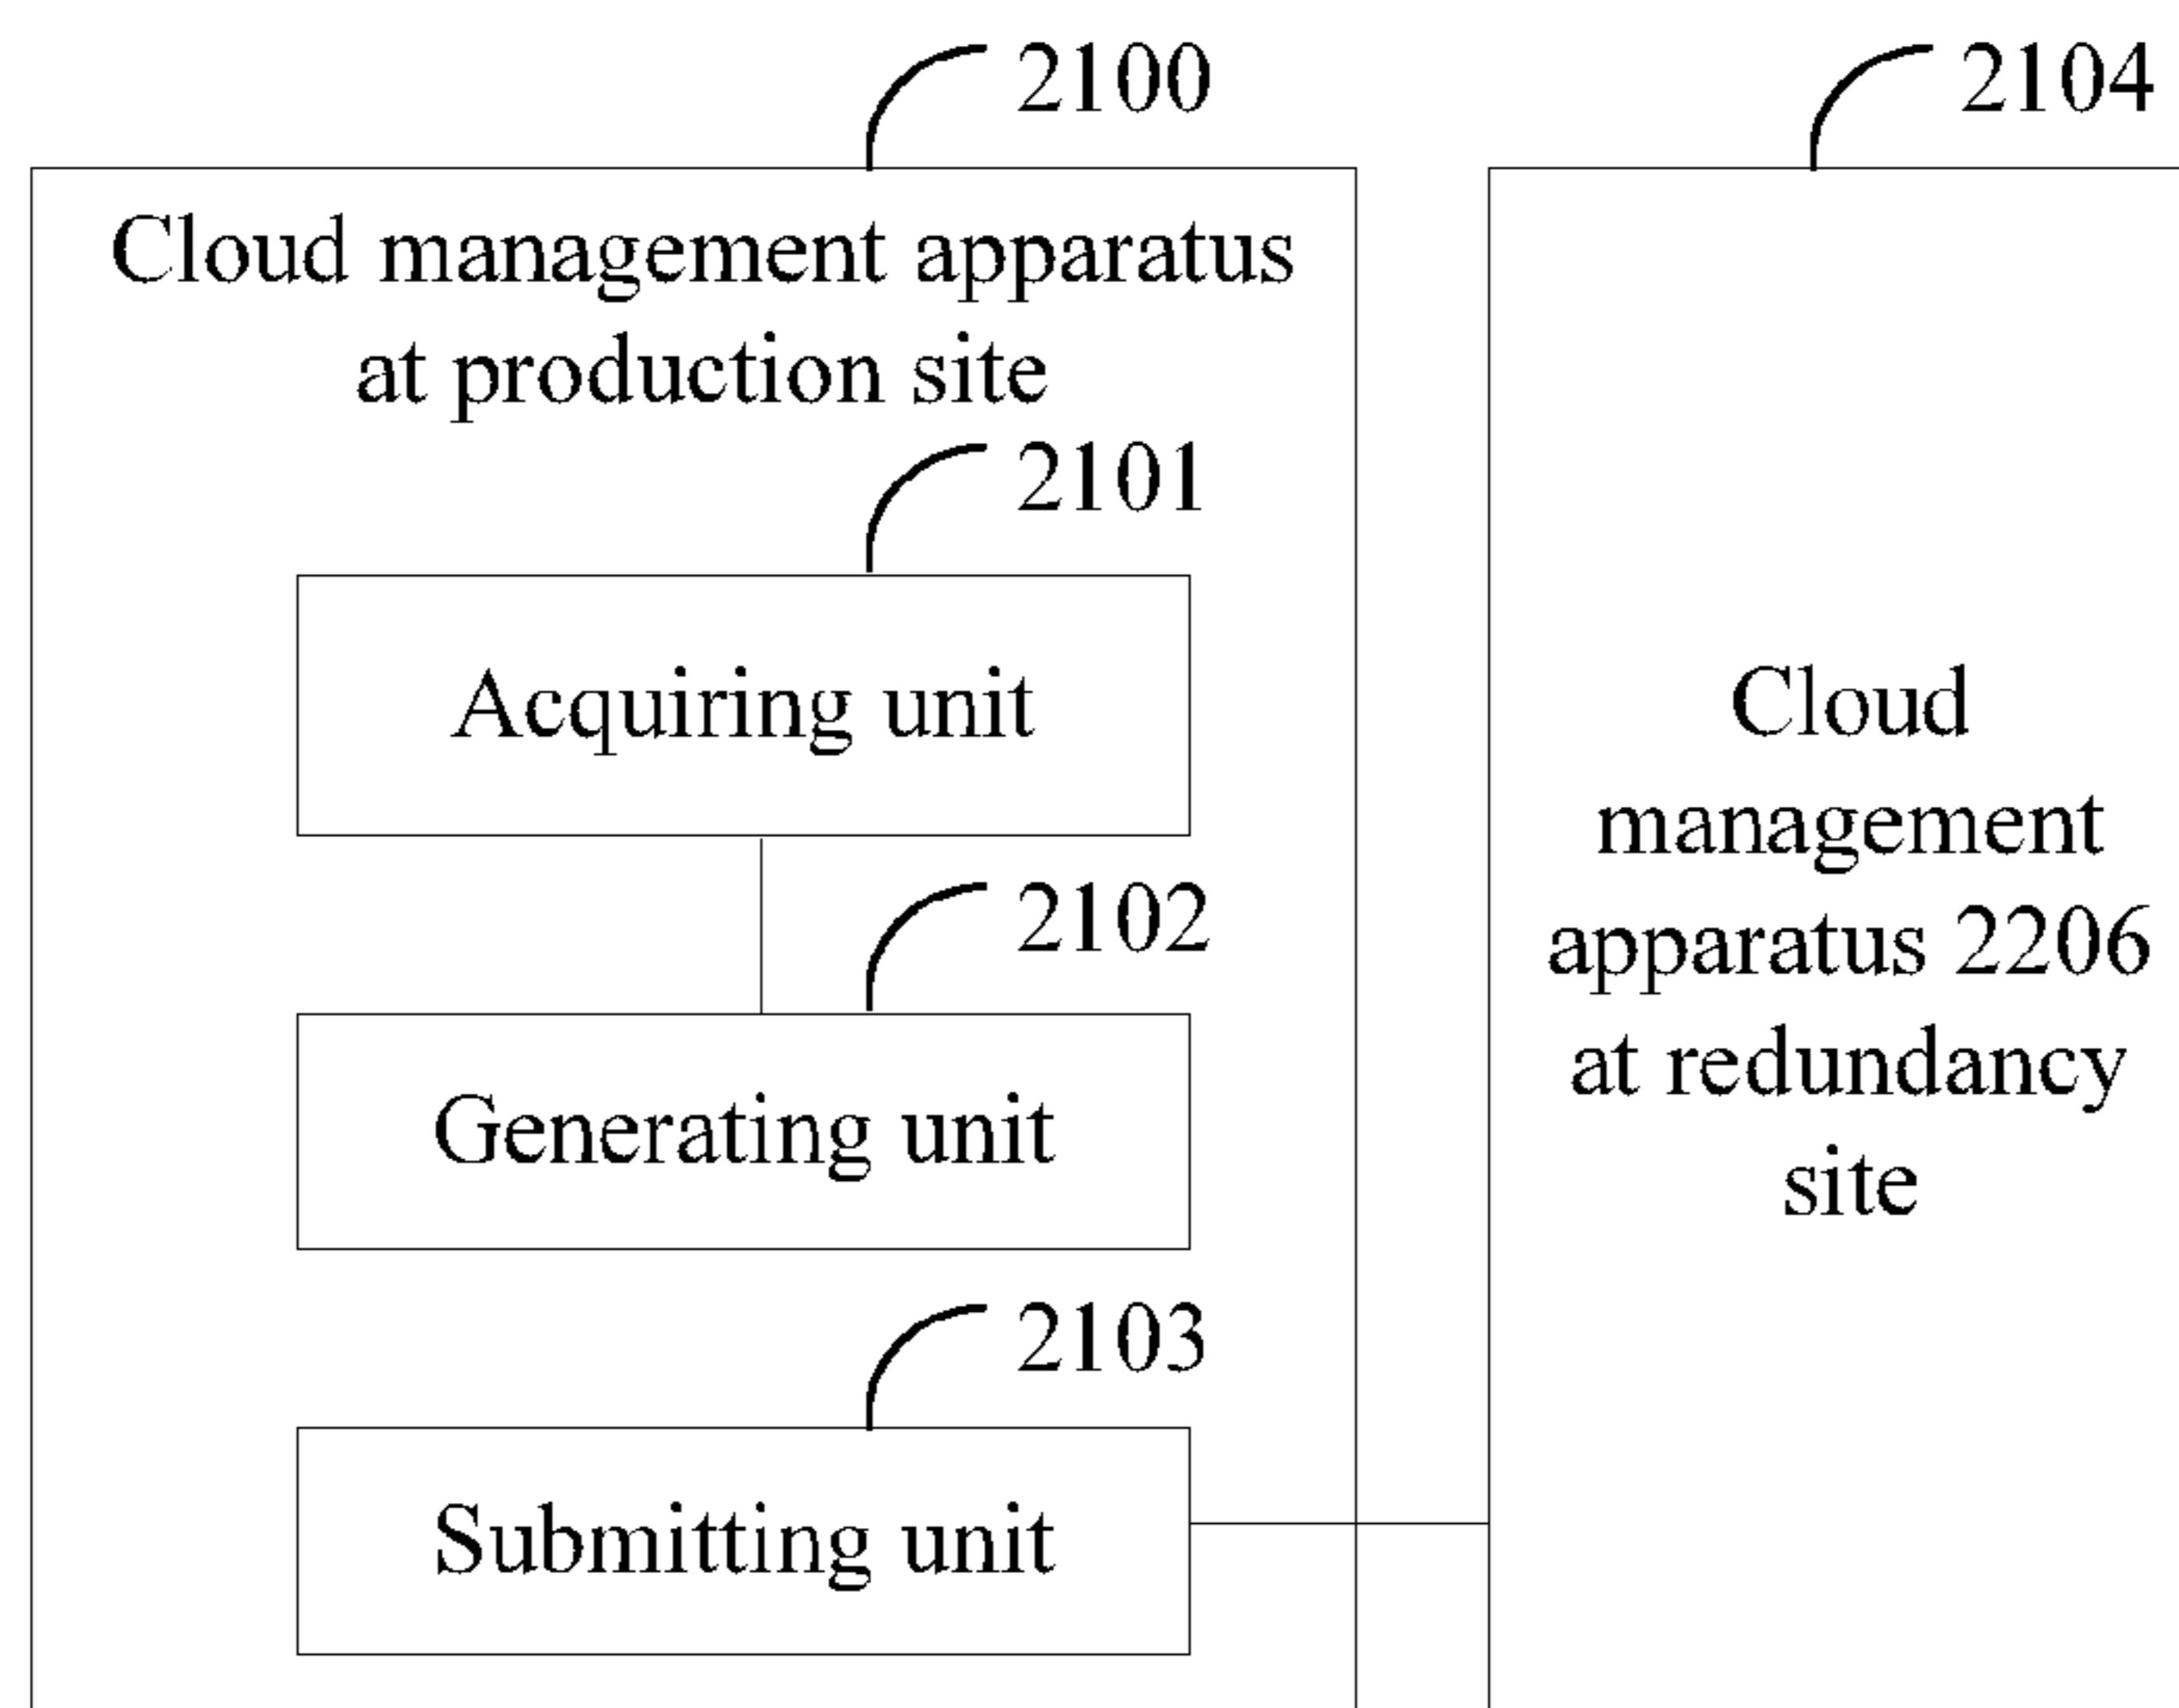 2100
Cloud management apparatus
at production site
2101
Acquiring unit
2102
Generating unit
2103
Submitting unit
2104
Cloud
management
apparatus 2206
at redundancy
site